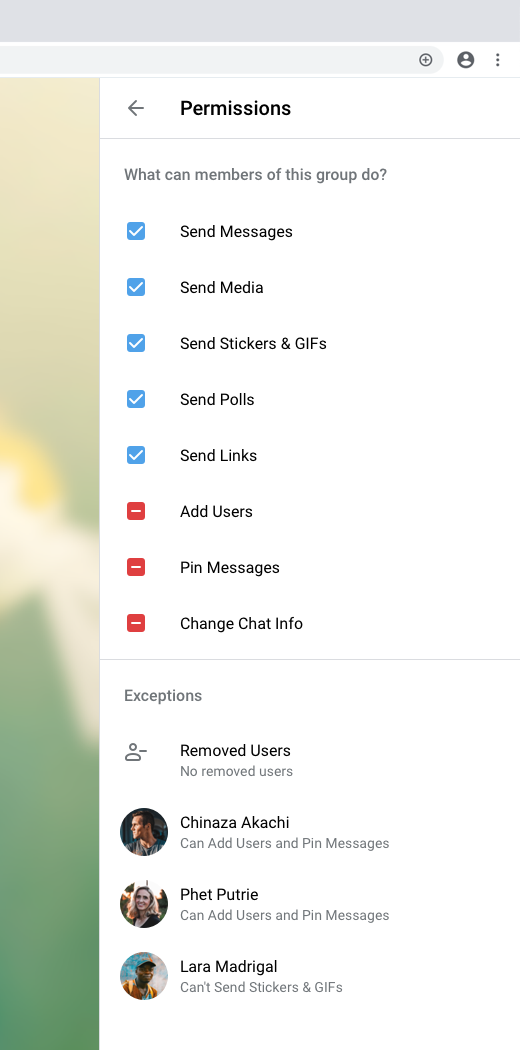 Permissions
What can members of this group do?
Send Messages
Send Media
Send Stickers & GIFs
Send Polls
Send Links
Add Users
Pin Messages
Change Chat Info
Exceptions
Removed Users
No removed users
Chinaza Akachi
Can Add Users and Pin Messages
Phet Putrie
Can Add Users and Pin Messages
Lara Madrigal
Can't Send Stickers & GIFs